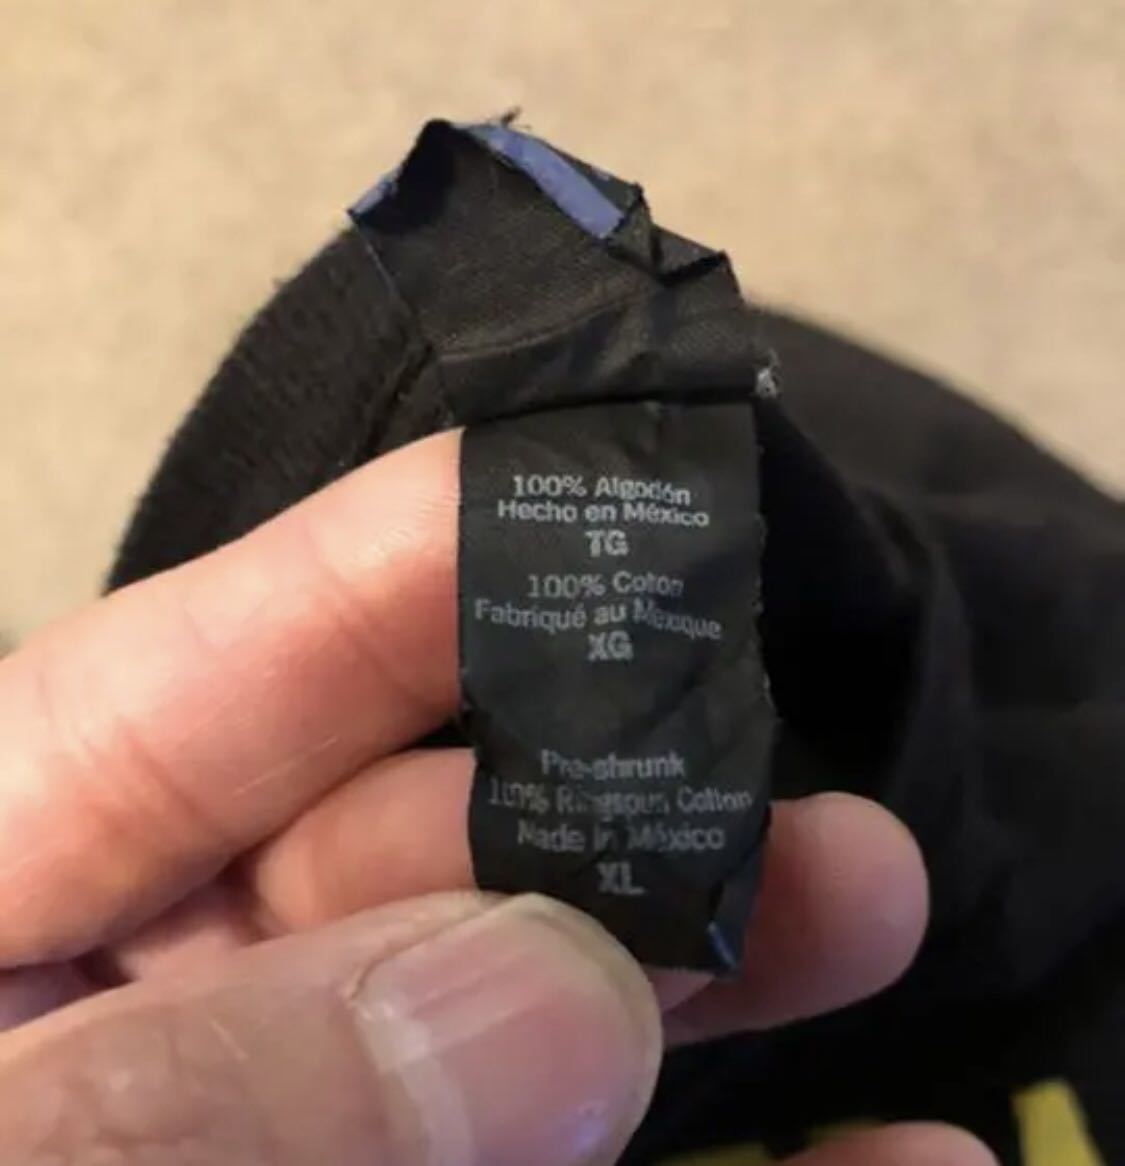 100% Algodón
Hecho en México
TG
100% Coton
Fabriqué au Mexique
XG
Pre-shrunk
100% Ringspun Cotton
Made in México
XL